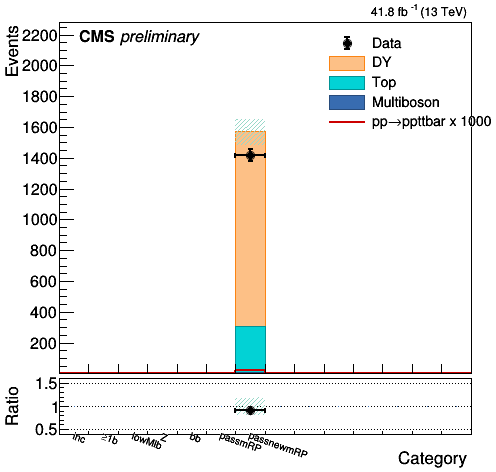 41.8 fb⁻¹ (13 TeV)
CMS preliminary
Events
2200
2000
1800
1600
1400
1200
1000
800
600
400
200
Data
DY
Top
Multiboson
pp→ppttbar x 1000
Ratio
1.5
1
0.5
inc
≥1b
lowMlb
Z
bb
passmRP
passnewmRP
Category